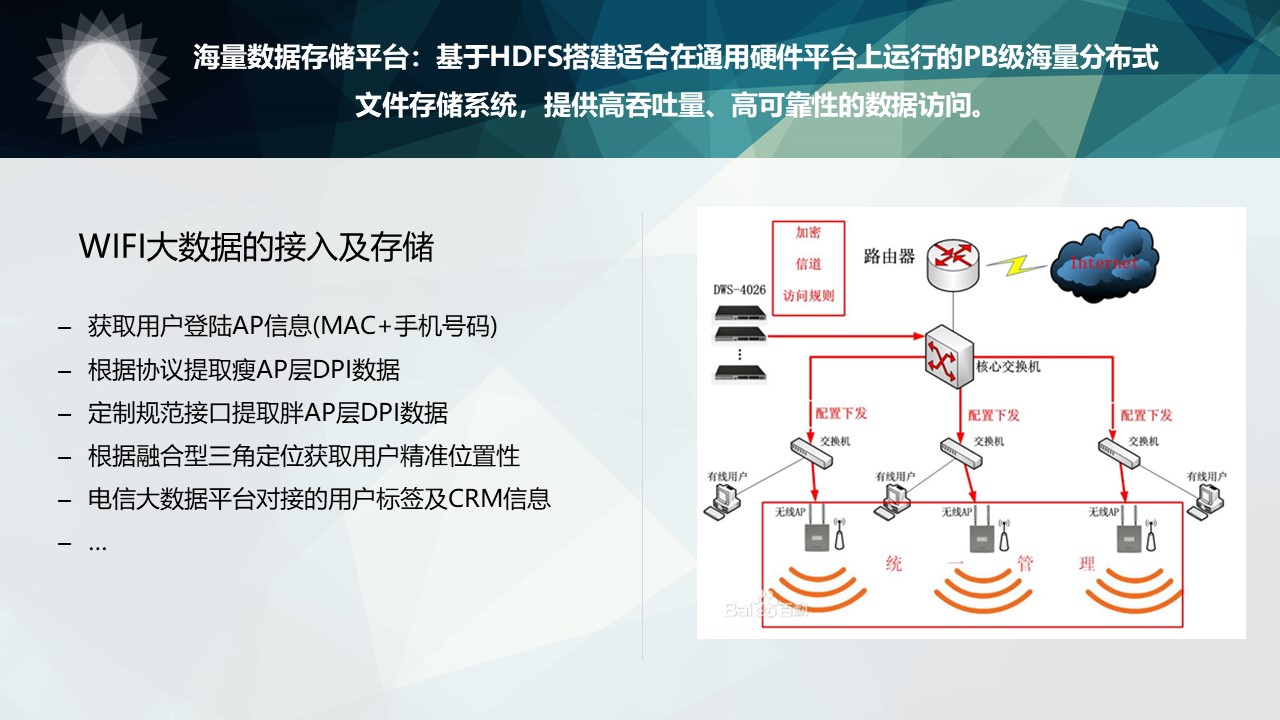 海量数据存储平台：基于HDFS搭建适合在通用硬件平台上运行的PB级海量分布式
文件存储系统，提供高吞吐量、高可靠性的数据访问。
WIFI大数据的接入及存储
– 获取用户登陆AP信息(MAC+手机号码)
– 根据协议提取瘦AP层DPI数据
– 定制规范接口提取胖AP层DPI数据
– 根据融合型三角定位获取用户精准位置性
– 电信大数据平台对接的用户标签及CRM信息
– ...
加密
信道
访问规则
路由器
Internet
DWS-4026
核心交换机
配置下发
配置下发
配置下发
交换机
交换机
交换机
有线用户
有线用户
有线用户
无线AP
无线AP
无线AP
统一管理
Baidu百科